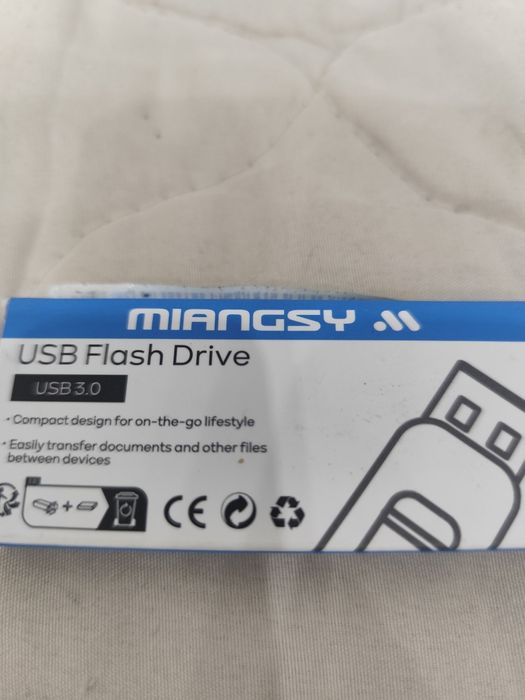 MIANGSY
USB Flash Drive
USB 3.0
· Compact design for on-the-go lifestyle
· Easily transfer documents and other files
between devices
CE